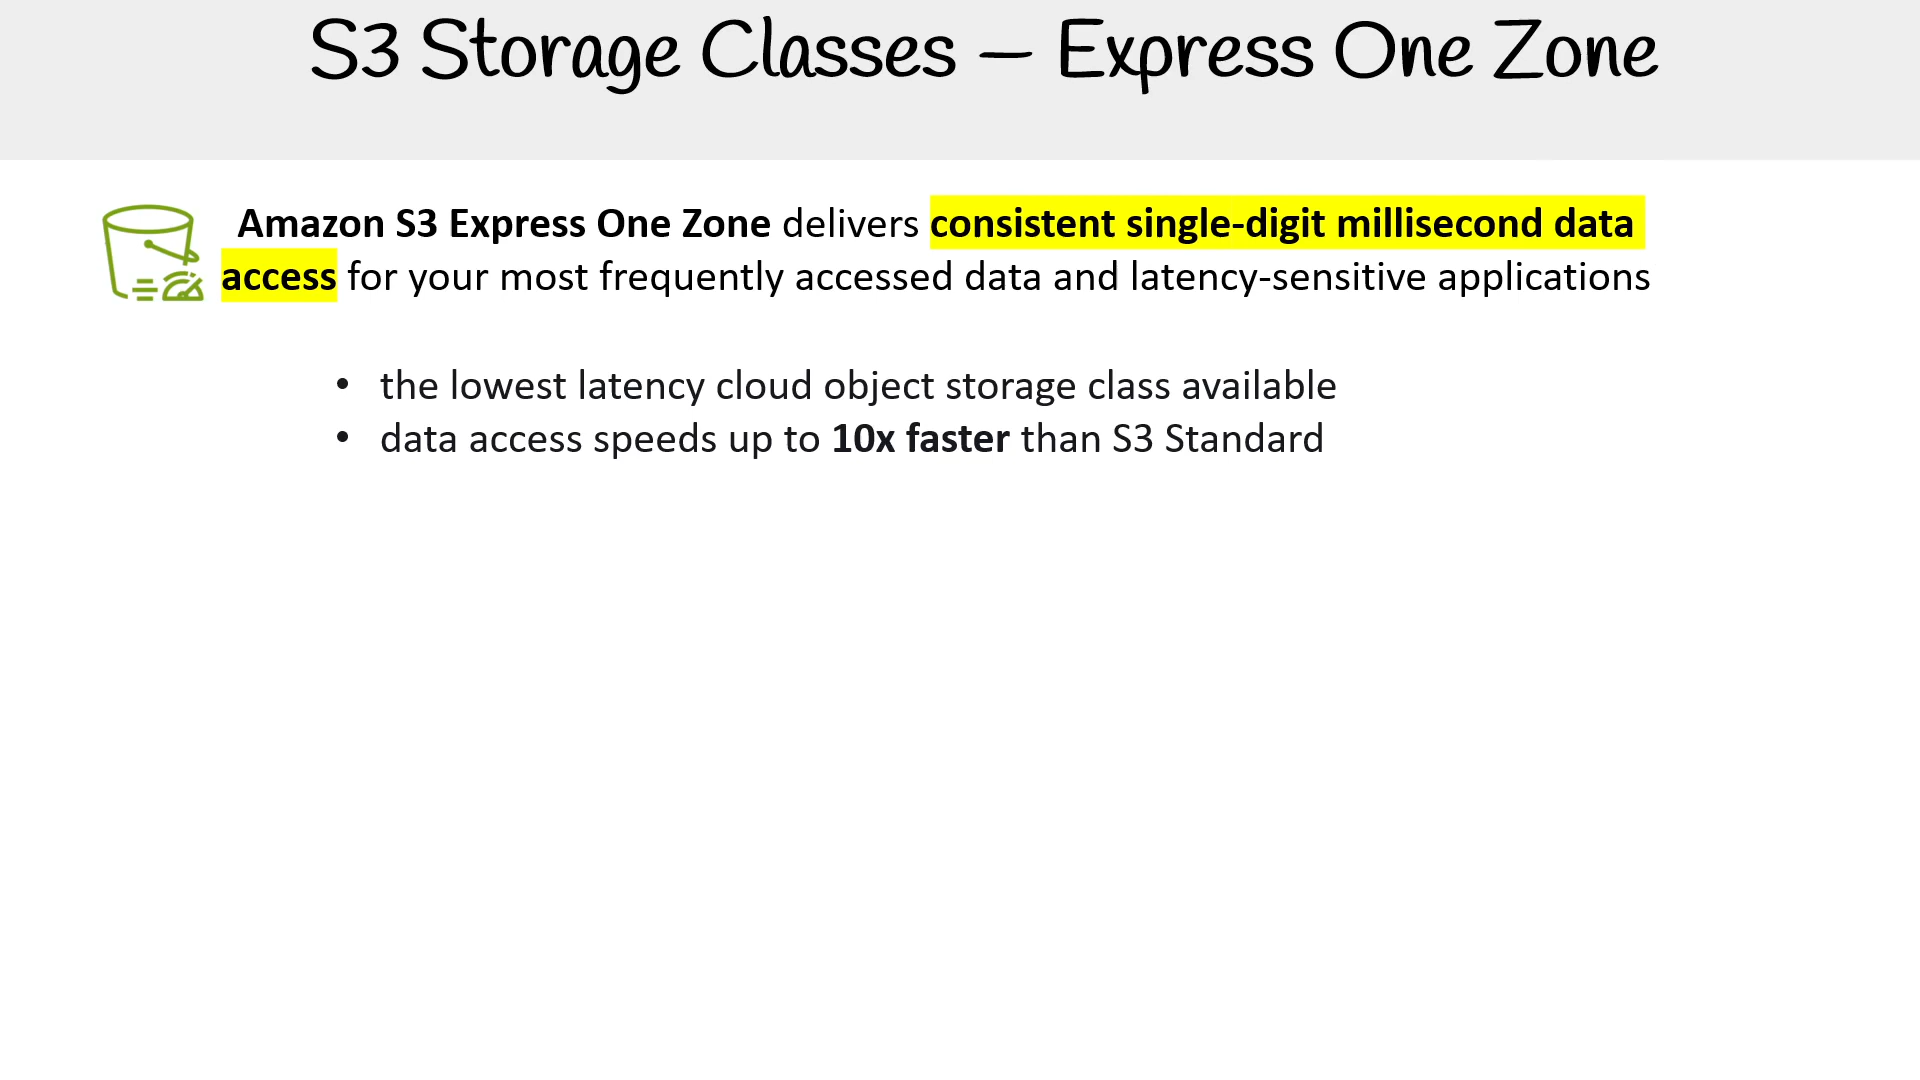 S3 Storage Classes – Express One Zone
Amazon S3 Express One Zone delivers consistent single-digit millisecond data
access for your most frequently accessed data and latency-sensitive applications
• the lowest latency cloud object storage class available
• data access speeds up to 10x faster than S3 Standard